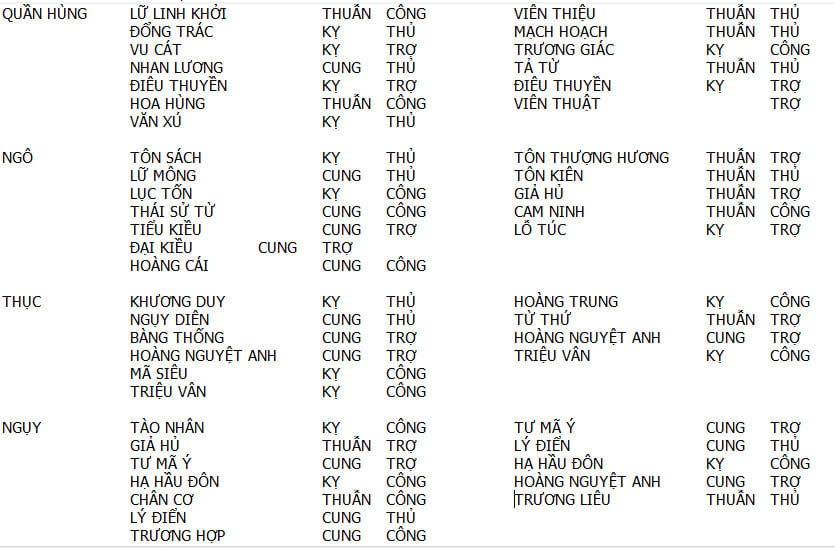 QUẦN HÙNG LỮ LINH KHỞI THUẪN CÔNG VIÊN THIỆU THUẪN THỦ
ĐỔNG TRÁC KỴ THỦ MẠCH HOẠCH THUẪN THỦ
VU CÁT KỴ TRỢ TRƯƠNG GIÁC KỴ CÔNG
NHAN LƯƠNG CUNG THỦ TẢ TỪ THUẪN THỦ
ĐIÊU THUYỀN KỴ TRỢ ĐIÊU THUYỀN KỴ TRỢ
HOA HÙNG THUẪN CÔNG VIÊN THUẬT TRỢ
VĂN XÚ KỴ THỦ
NGÔ TÔN SÁCH KỴ THỦ TÔN THƯỢNG HƯƠNG THUẪN TRỢ
LỮ MÔNG CUNG THỦ TÔN KIÊN THUẪN THỦ
LỤC TỐN KỴ CÔNG GIẢ HỦ THUẪN TRỢ
THÁI SỬ TỪ CUNG CÔNG CAM NINH THUẪN CÔNG
TIỂU KIỀU CUNG TRỢ LỖ TÚC KỴ TRỢ
ĐẠI KIỀU CUNG TRỢ
HOÀNG CÁI CUNG CÔNG
THỤC KHƯƠNG DUY KỴ THỦ HOÀNG TRUNG KỴ CÔNG
NGỤY DIÊN CUNG THỦ TỪ THỨ THUẪN TRỢ
BÀNG THỐNG CUNG TRỢ HOÀNG NGUYỆT ANH CUNG TRỢ
HOÀNG NGUYỆT ANH CUNG TRỢ TRIỆU VÂN KỴ CÔNG
MÃ SIÊU KỴ CÔNG
TRIỆU VÂN KỴ CÔNG
NGỤY TÀO NHÂN KỴ CÔNG TƯ MÃ Ý CUNG TRỢ
GIẢ HỦ THUẪN TRỢ LÝ ĐIỂN CUNG THỦ
TƯ MÃ Ý CUNG TRỢ HẠ HẦU ĐÔN KỴ CÔNG
HẠ HẦU ĐÔN KỴ CÔNG HOÀNG NGUYỆT ANH CUNG TRỢ
CHÂN CƠ THUẪN CÔNG TRƯƠNG LIÊU THUẪN THỦ
LÝ ĐIỂN CUNG THỦ
TRƯƠNG HỢP CUNG CÔNG